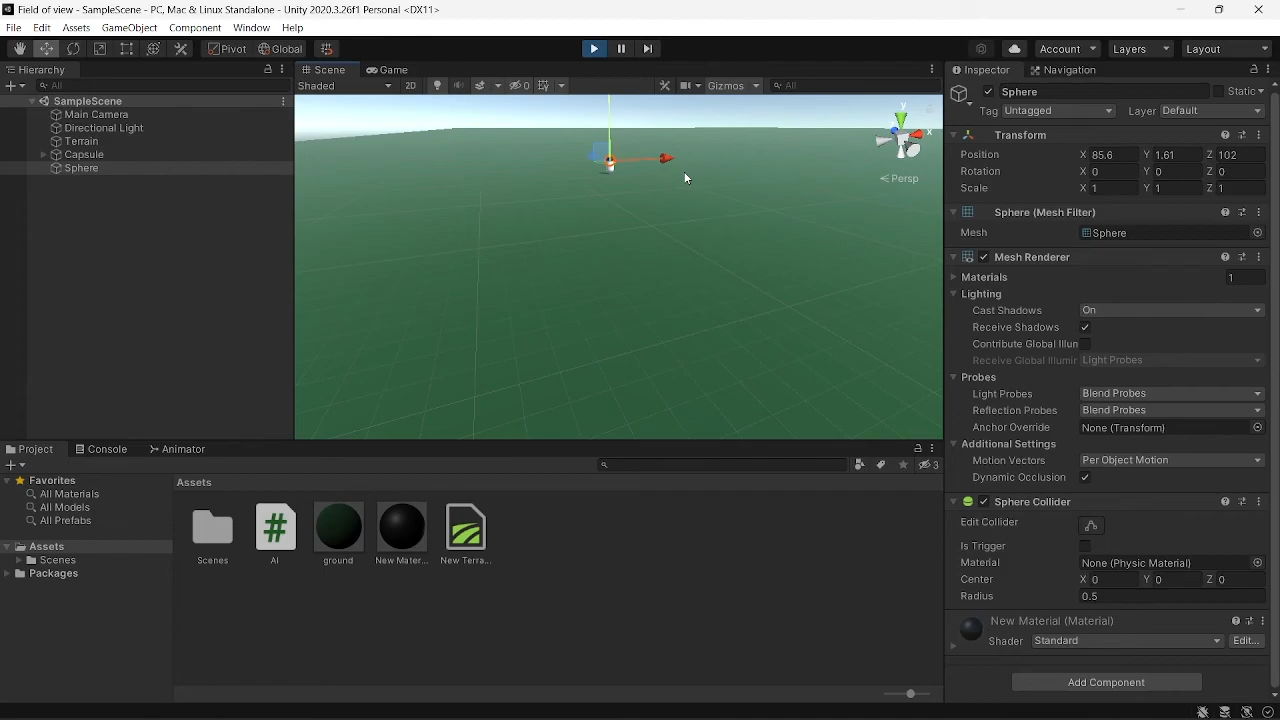 Field of view - SampleScene - PC, Mac & Linux Standalone - Unity 2020.3.26f1 Personal <DX11>
File Edit Assets GameObject Component Window Help
Pivot Global Account Layers Layout
Hierarchy
All
SampleScene
Main Camera
Directional Light
Terrain
Capsule
Sphere
Scene Game
Shaded 2D 0 Gizmos All
y
x
Persp
Inspector Navigation
Sphere Static
Tag Untagged Layer Default
Transform
Position X 85.6 Y 1.61 Z 102
Rotation X 0 Y 0 Z 0
Scale X 1 Y 1 Z 1
Sphere (Mesh Filter)
Mesh Sphere
Mesh Renderer
Materials 1
Lighting
Cast Shadows On
Receive Shadows
Contribute Global Illun
Receive Global Illumir Light Probes
Probes
Light Probes Blend Probes
Reflection Probes Blend Probes
Anchor Override None (Transform)
Additional Settings
Motion Vectors Per Object Motion
Dynamic Occlusion
Sphere Collider
Edit Collider
Is Trigger
Material None (Physic Material)
Center X 0 Y 0 Z 0
Radius 0.5
New Material (Material)
Shader Standard Edit...
Add Component
Project Console Animator
3
Favorites
All Materials
All Models
All Prefabs
Assets
Scenes
Packages
Assets
Scenes AI ground New Mater... New Terra...